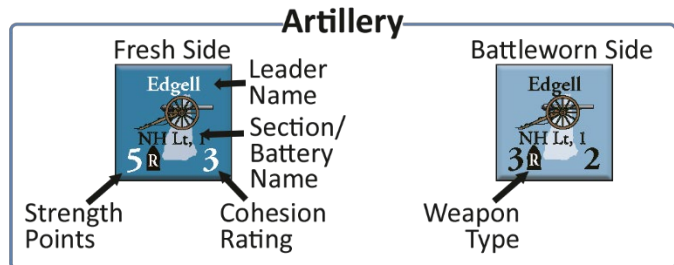 Artillery
Fresh Side
Battleworn Side
Edgell
NH Lt, 1
5 R 3
Leader
Name
Section/
Battery
Name
Strength
Points
Cohesion
Rating
Edgell
NH Lt, 1
3 R 2
Weapon
Type